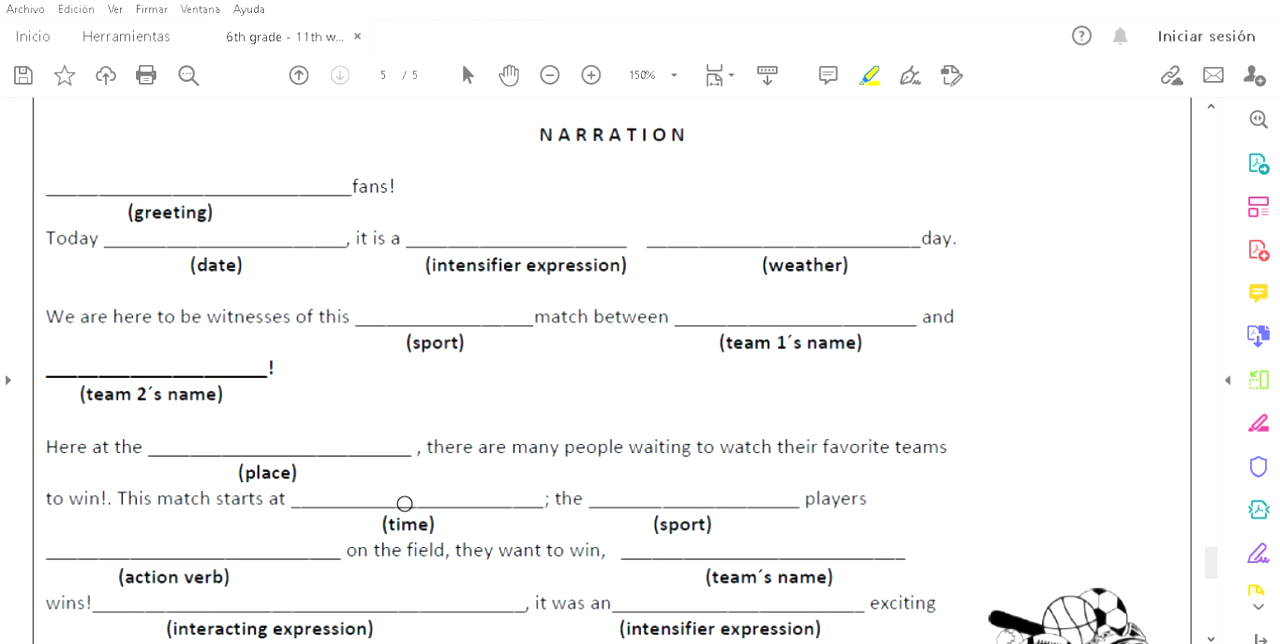 Archivo Edición Ver Firmar Ventana Ayuda
Inicio Herramientas 6th grade - 11th w... × Iniciar sesión
5 / 5 150%
NARRATION
______________________________fans!
(greeting)
Today ________________________, it is a ______________________ ___________________________day.
(date) (intensifier expression) (weather)
We are here to be witnesses of this _________________match between ________________________ and
(sport) (team 1´s name)
______________________!
(team 2´s name)
Here at the __________________________ , there are many people waiting to watch their favorite teams
(place)
to win!. This match starts at _________________________; the _____________________ players
(time) (sport)
_____________________________ on the field, they want to win, ____________________________
(action verb) (team´s name)
wins!___________________________________________, it was an_________________________ exciting
(interacting expression) (intensifier expression)